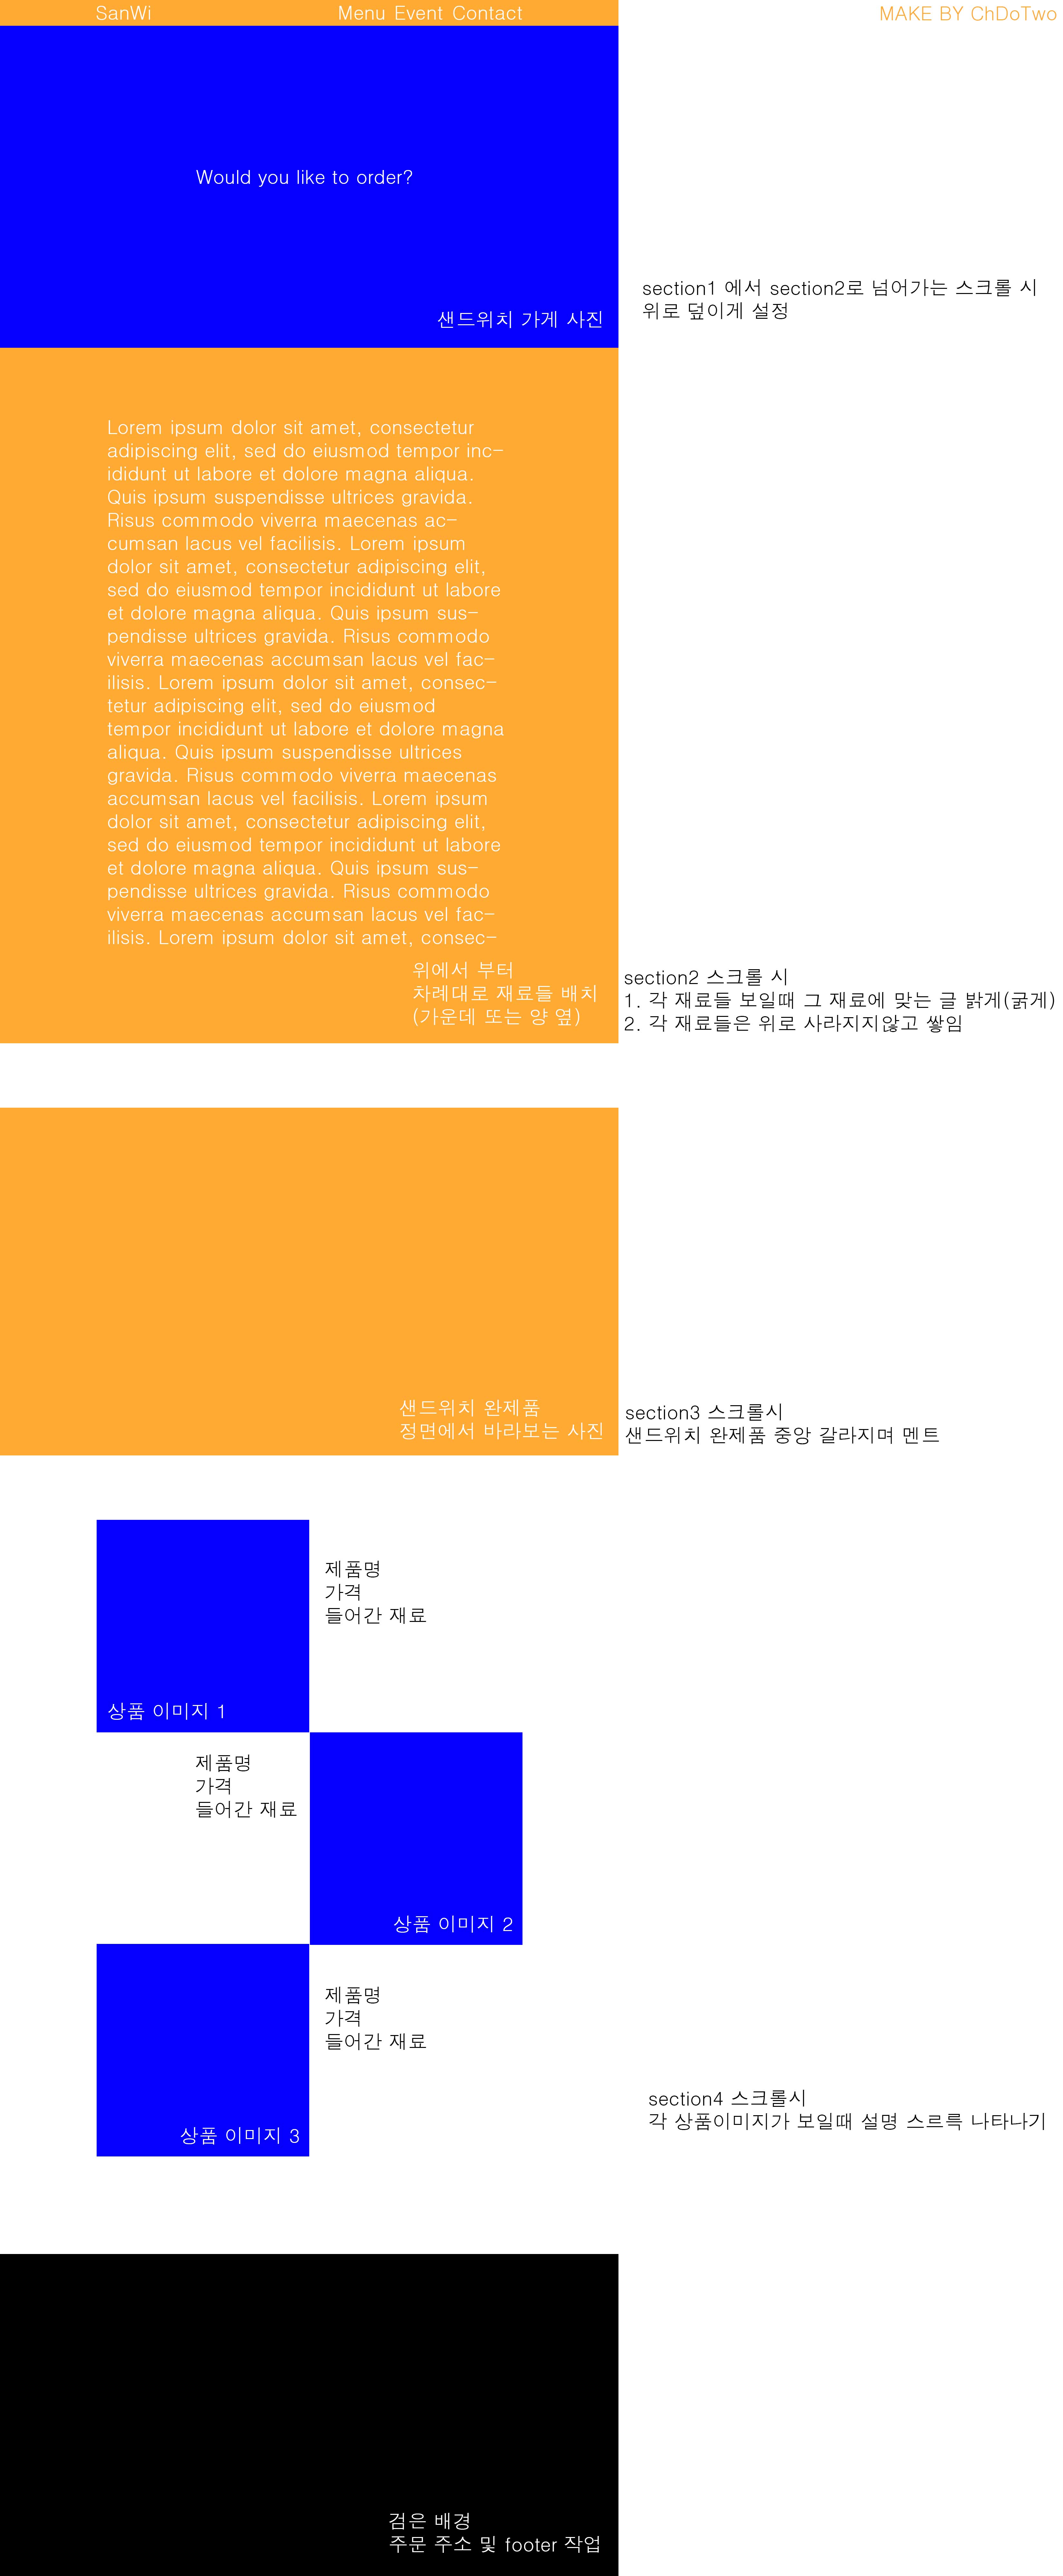 SanWi
Menu Event Contact
MAKE BY ChDoTwo
Would you like to order?
샌드위치 가게 사진
section1 에서 section2로 넘어가는 스크롤 시
위로 덮이게 설정
Lorem ipsum dolor sit amet, consectetur
adipiscing elit, sed do eiusmod tempor inc-
ididunt ut labore et dolore magna aliqua.
Quis ipsum suspendisse ultrices gravida.
Risus commodo viverra maecenas ac-
cumsan lacus vel facilisis. Lorem ipsum
dolor sit amet, consectetur adipiscing elit,
sed do eiusmod tempor incididunt ut labore
et dolore magna aliqua. Quis ipsum sus-
pendisse ultrices gravida. Risus commodo
viverra maecenas accumsan lacus vel fac-
ilisis. Lorem ipsum dolor sit amet, consec-
tetur adipiscing elit, sed do eiusmod
tempor incididunt ut labore et dolore magna
aliqua. Quis ipsum suspendisse ultrices
gravida. Risus commodo viverra maecenas
accumsan lacus vel facilisis. Lorem ipsum
dolor sit amet, consectetur adipiscing elit,
sed do eiusmod tempor incididunt ut labore
et dolore magna aliqua. Quis ipsum sus-
pendisse ultrices gravida. Risus commodo
viverra maecenas accumsan lacus vel fac-
ilisis. Lorem ipsum dolor sit amet, consec-
위에서 부터
차례대로 재료들 배치
(가운데 또는 양 옆)
section2 스크롤 시
1. 각 재료들 보일때 그 재료에 맞는 글 밝게(굵게)
2. 각 재료들은 위로 사라지지않고 쌓임
샌드위치 완제품
정면에서 바라보는 사진
section3 스크롤시
샌드위치 완제품 중앙 갈라지며 멘트
제품명
가격
들어간 재료
상품 이미지 1
제품명
가격
들어간 재료
상품 이미지 2
제품명
가격
들어간 재료
상품 이미지 3
section4 스크롤시
각 상품이미지가 보일때 설명 스르륵 나타나기
검은 배경
주문 주소 및 footer 작업